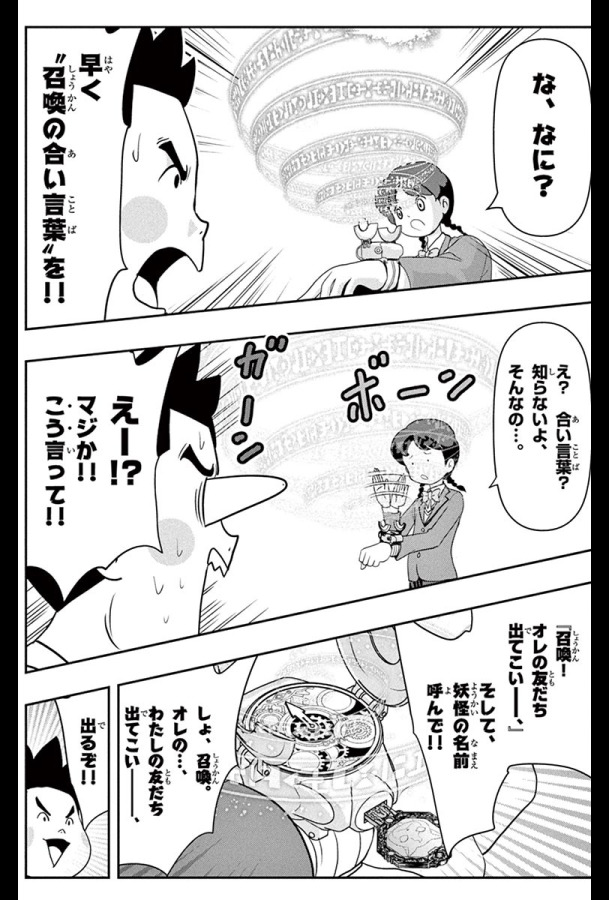 な、なに?
早く
“召喚の合い言葉”を!!
え?　合い言葉?
知らないよ、
そんなの…。
ボーン
ガーン
えー!?
マジか!!
こう言って!!
『召喚!
オレの友だち
出てこいーー、』
そして、
妖怪の名前
呼んで!!
しょ、召喚。
オレの…、
わたしの友だち
出てこいーー、
出るぞ!!